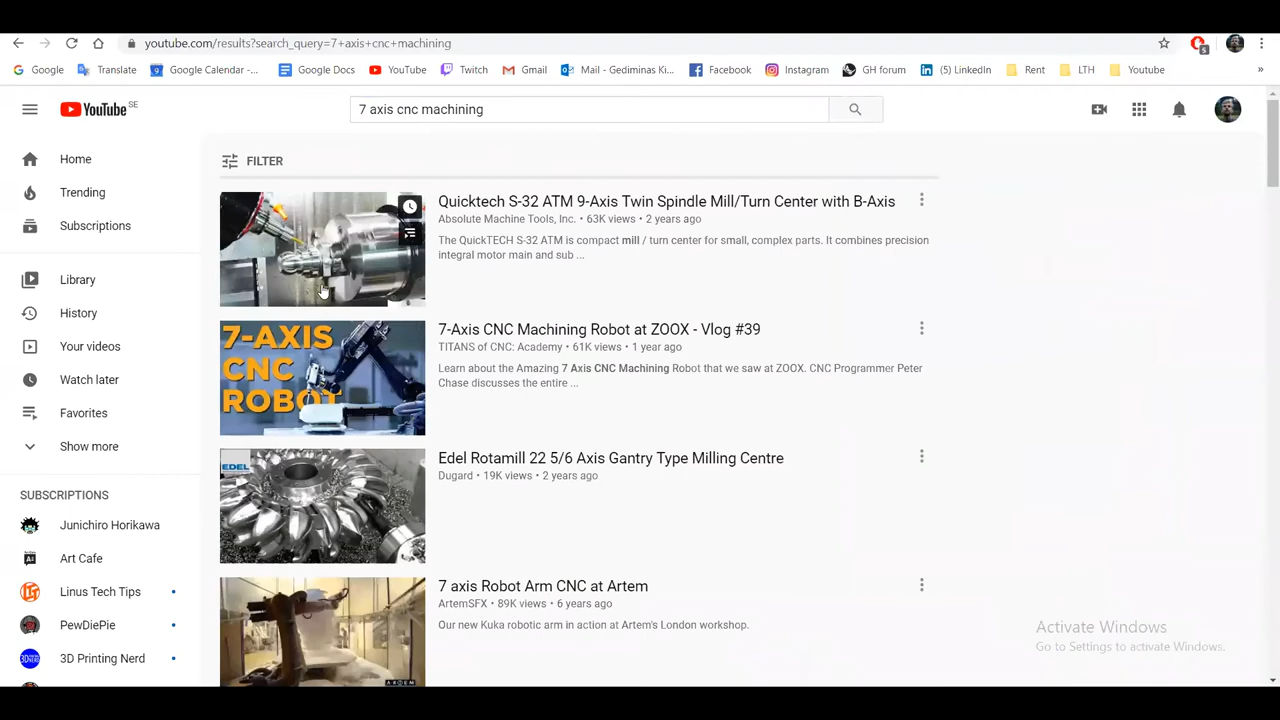 youtube.com/results?search_query=7+axis+cnc+machining
5
Google Translate 9 Google Calendar -... Google Docs YouTube Twitch Gmail Mail - Gediminas Ki... Facebook Instagram GH forum (5) LinkedIn Rent LTH Youtube »
YouTube SE
7 axis cnc machining
Home
Trending
Subscriptions
Library
History
Your videos
Watch later
Favorites
Show more
SUBSCRIPTIONS
Junichiro Horikawa
Art Cafe
Linus Tech Tips
PewDiePie
3D Printing Nerd
FILTER
Quicktech S-32 ATM 9-Axis Twin Spindle Mill/Turn Center with B-Axis
Absolute Machine Tools, Inc. • 63K views • 2 years ago
The QuickTECH S-32 ATM is compact mill / turn center for small, complex parts. It combines precision
integral motor main and sub ...
7-AXIS
CNC
ROBOT
7-Axis CNC Machining Robot at ZOOX - Vlog #39
TITANS of CNC: Academy • 61K views • 1 year ago
Learn about the Amazing 7 Axis CNC Machining Robot that we saw at ZOOX. CNC Programmer Peter
Chase discusses the entire ...
EDEL
Edel Rotamill 22 5/6 Axis Gantry Type Milling Centre
Dugard • 19K views • 2 years ago
ARTEM
7 axis Robot Arm CNC at Artem
ArtemSFX • 89K views • 6 years ago
Our new Kuka robotic arm in action at Artem's London workshop.
Activate Windows
Go to Settings to activate Windows.